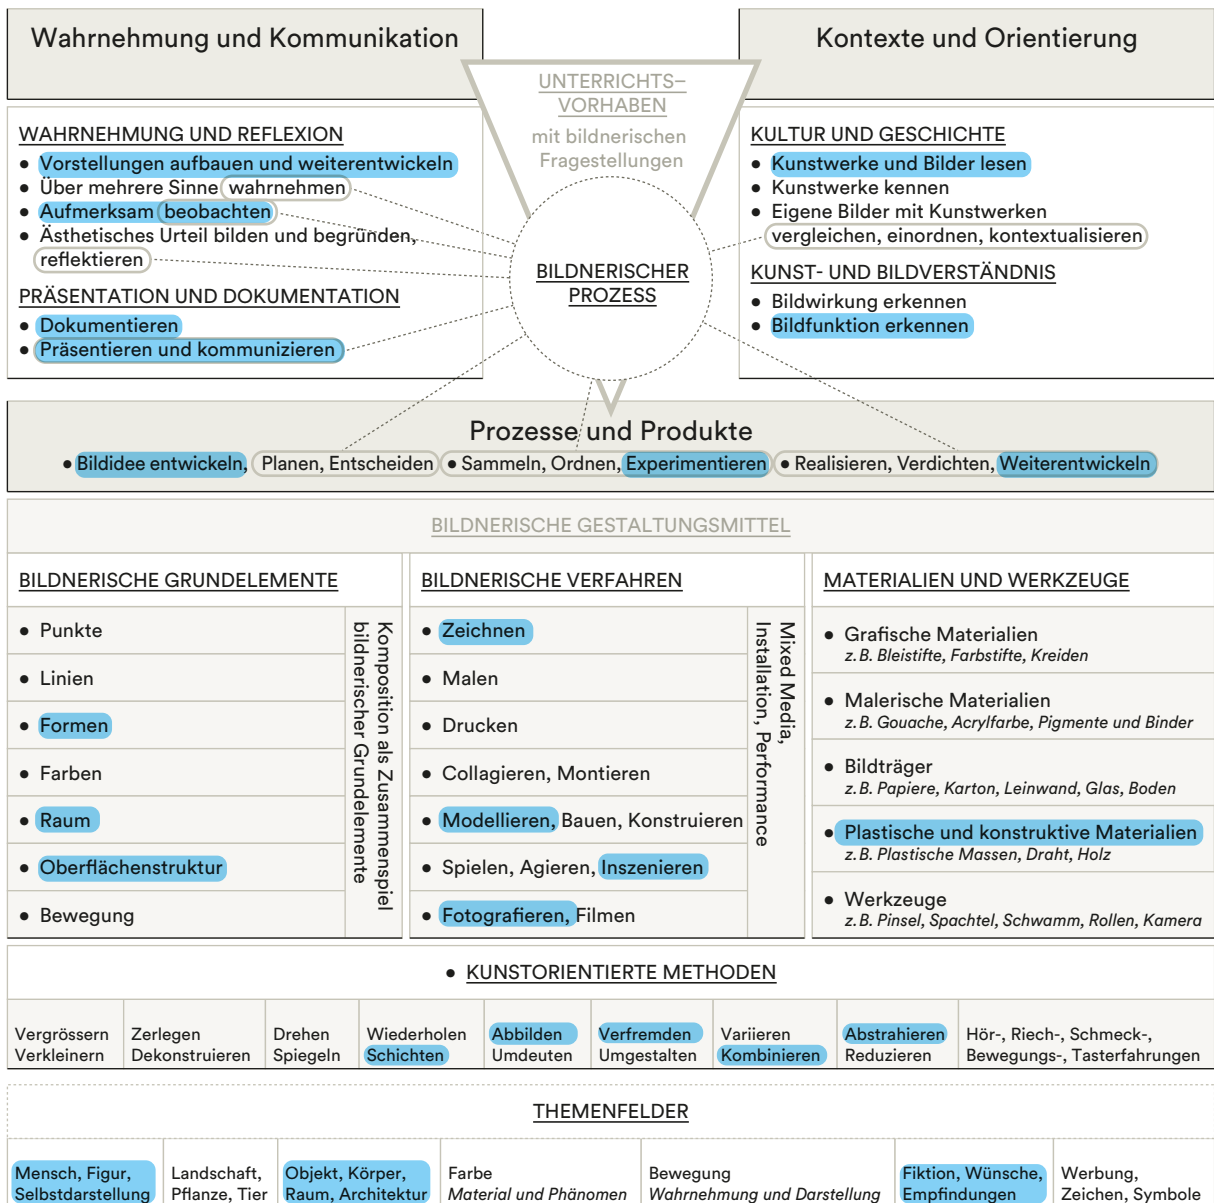 Wahrnehmung und Kommunikation
WAHRNEHMUNG UND REFLEXION
• Vorstellungen aufbauen und weiterentwickeln
• Über mehrere Sinne wahrnehmen
• Aufmerksam beobachten
• Ästhetisches Urteil bilden und begründen,
reflektieren
PRÄSENTATION UND DOKUMENTATION
• Dokumentieren
• Präsentieren und kommunizieren
UNTERRICHTS–
VORHABEN
mit bildnerischen
Fragestellungen
BILDNERISCHER
PROZESS
Kontexte und Orientierung
KULTUR UND GESCHICHTE
• Kunstwerke und Bilder lesen
• Kunstwerke kennen
• Eigene Bilder mit Kunstwerken
vergleichen, einordnen, kontextualisieren
KUNST- UND BILDVERSTÄNDNIS
• Bildwirkung erkennen
• Bildfunktion erkennen
Prozesse und Produkte
• Bildidee entwickeln, Planen, Entscheiden • Sammeln, Ordnen, Experimentieren • Realisieren, Verdichten, Weiterentwickeln
BILDNERISCHE GESTALTUNGSMITTEL
BILDNERISCHE GRUNDELEMENTE
• Punkte
• Linien
• Formen
• Farben
• Raum
• Oberflächenstruktur
• Bewegung
Komposition als Zusammenspiel
bildnerischer Grundelemente
BILDNERISCHE VERFAHREN
• Zeichnen
• Malen
• Drucken
• Collagieren, Montieren
• Modellieren, Bauen, Konstruieren
• Spielen, Agieren, Inszenieren
• Fotografieren, Filmen
Mixed Media,
Installation, Performance
MATERIALIEN UND WERKZEUGE
• Grafische Materialien
z. B. Bleistifte, Farbstifte, Kreiden
• Malerische Materialien
z. B. Gouache, Acrylfarbe, Pigmente und Binder
• Bildträger
z. B. Papiere, Karton, Leinwand, Glas, Boden
• Plastische und konstruktive Materialien
z. B. Plastische Massen, Draht, Holz
• Werkzeuge
z. B. Pinsel, Spachtel, Schwamm, Rollen, Kamera
• KUNSTORIENTIERTE METHODEN
Vergrössern
Verkleinern
Zerlegen
Dekonstruieren
Drehen
Spiegeln
Wiederholen
Schichten
Abbilden
Umdeuten
Verfremden
Umgestalten
Variieren
Kombinieren
Abstrahieren
Reduzieren
Hör-, Riech-, Schmeck-,
Bewegungs-, Tasterfahrungen
THEMENFELDER
Mensch, Figur,
Selbstdarstellung
Landschaft,
Pflanze, Tier
Objekt, Körper,
Raum, Architektur
Farbe
Material und Phänomen
Bewegung
Wahrnehmung und Darstellung
Fiktion, Wünsche,
Empfindungen
Werbung,
Zeichen, Symbole